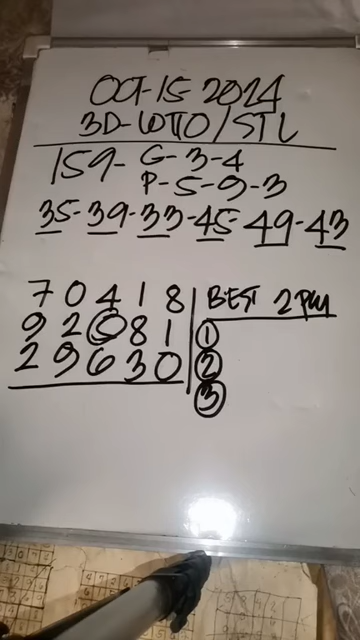 OCT-15-2024
3D-LOTTO/STL
159- G-3-4
P-5-9-3
35-39-33-45-49-43
7 0 4 1 8
9 2 0 8 1
2 9 6 3 0
BEST 2PM
1
2
3